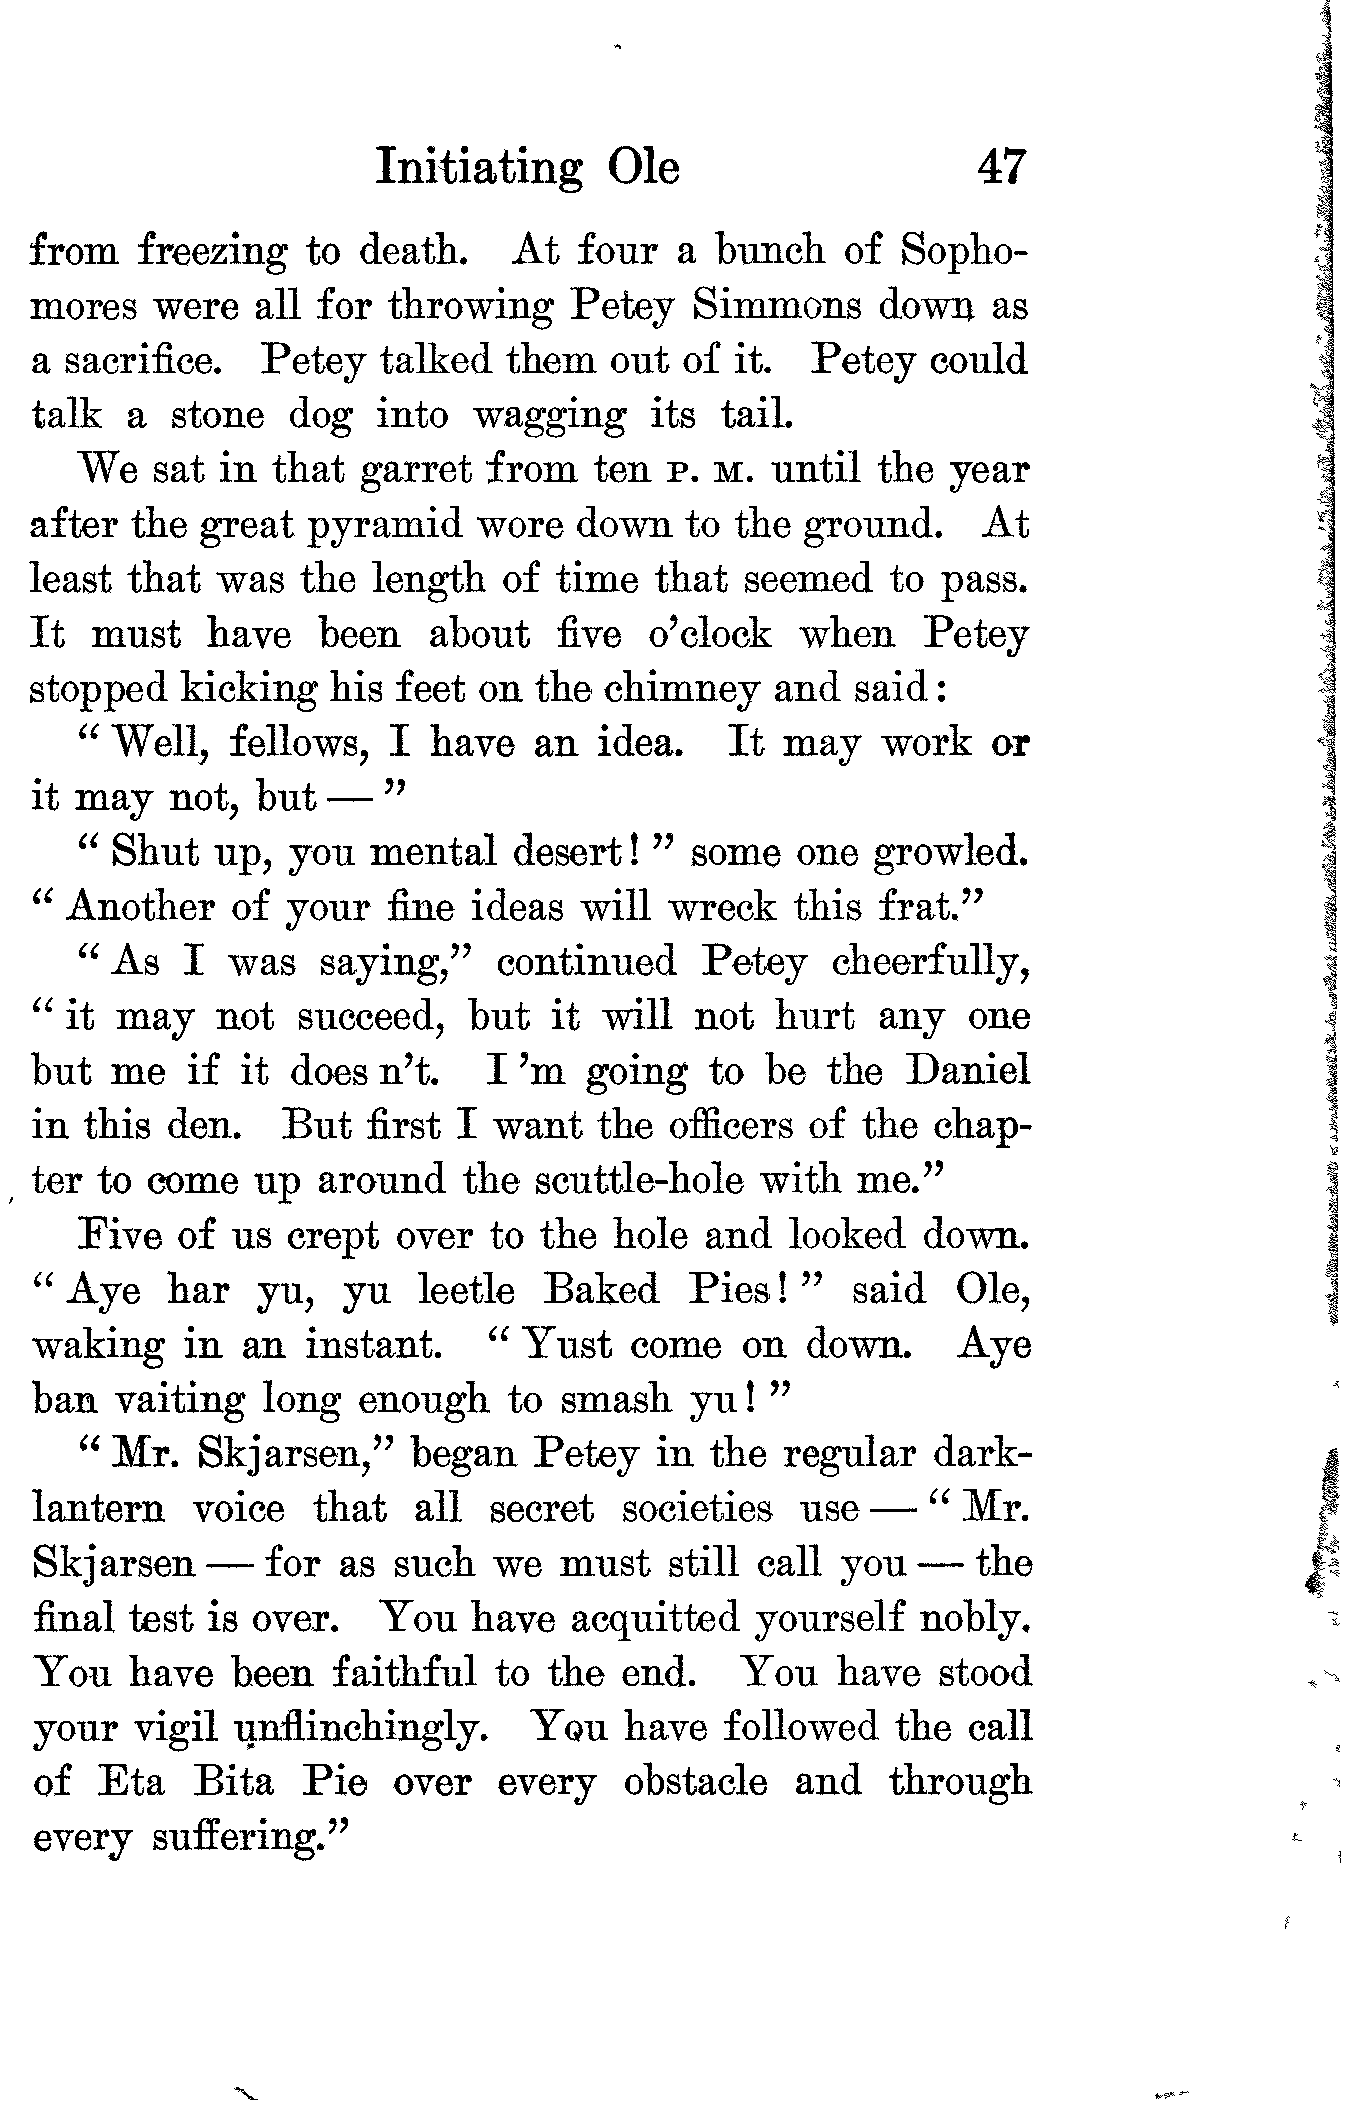 Initiating Ole 47
from freezing to death. At four a bunch of Sopho-
mores were all for throwing Petey Simmons down as
a sacrifice. Petey talked them out of it. Petey could
talk a stone dog into wagging its tail.
We sat in that garret from ten P. M. until the year
after the great pyramid wore down to the ground. At
least that was the length of time that seemed to pass.
It must have been about five o'clock when Petey
stopped kicking his feet on the chimney and said:
“ Well, fellows, I have an idea. It may work or
it may not, but — ”
“ Shut up, you mental desert! ” some one growled.
“ Another of your fine ideas will wreck this frat.”
“ As I was saying,” continued Petey cheerfully,
“ it may not succeed, but it will not hurt any one
but me if it does n't. I 'm going to be the Daniel
in this den. But first I want the officers of the chap-
ter to come up around the scuttle-hole with me.”
Five of us crept over to the hole and looked down.
“ Aye har yu, yu leetle Baked Pies! ” said Ole,
waking in an instant. “ Yust come on down. Aye
ban vaiting long enough to smash yu! ”
“ Mr. Skjarsen,” began Petey in the regular dark-
lantern voice that all secret societies use — “ Mr.
Skjarsen — for as such we must still call you — the
final test is over. You have acquitted yourself nobly.
You have been faithful to the end. You have stood
your vigil unflinchingly. You have followed the call
of Eta Bita Pie over every obstacle and through
every suffering.”